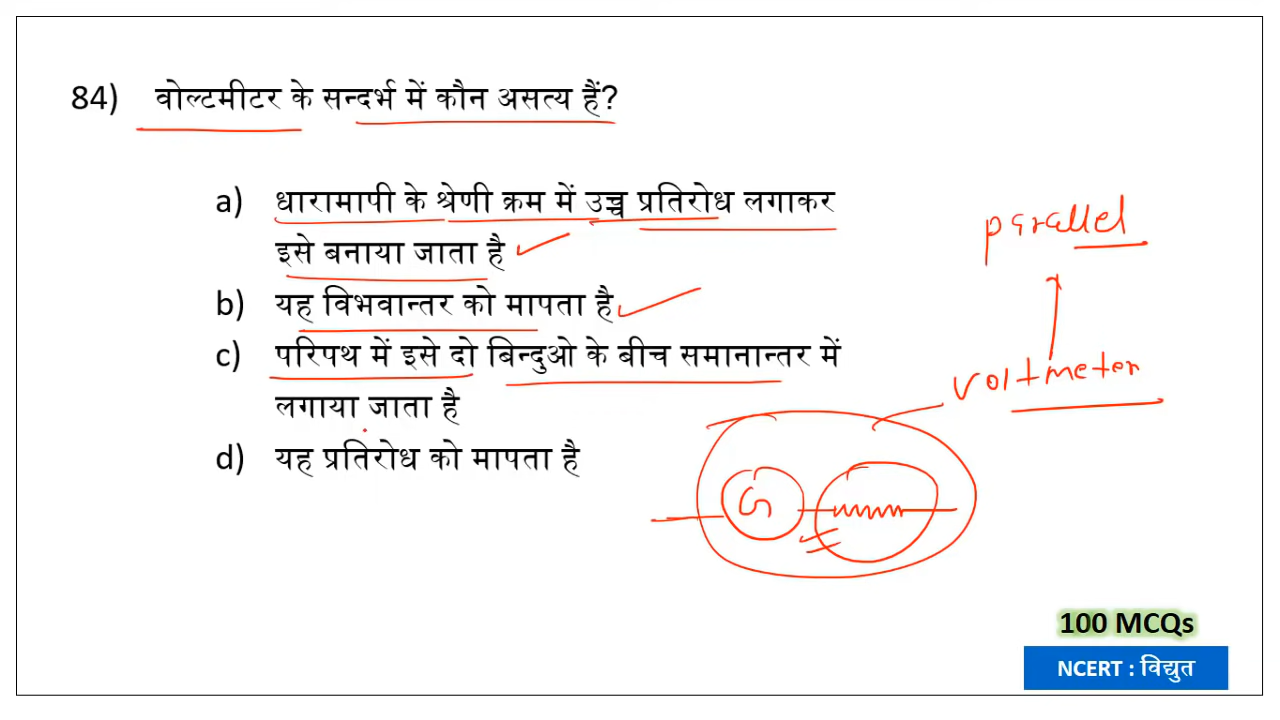 84) वोल्टमीटर के सन्दर्भ में कौन असत्य हैं?
a) धारामापी के श्रेणी क्रम में उच्च प्रतिरोध लगाकर
इसे बनाया जाता है
b) यह विभवान्तर को मापता है
c) परिपथ में इसे दो बिन्दुओ के बीच समानान्तर में
लगाया जाता है
d) यह प्रतिरोध को मापता है
parallel
voltmeter
G
100 MCQs
NCERT : विद्युत